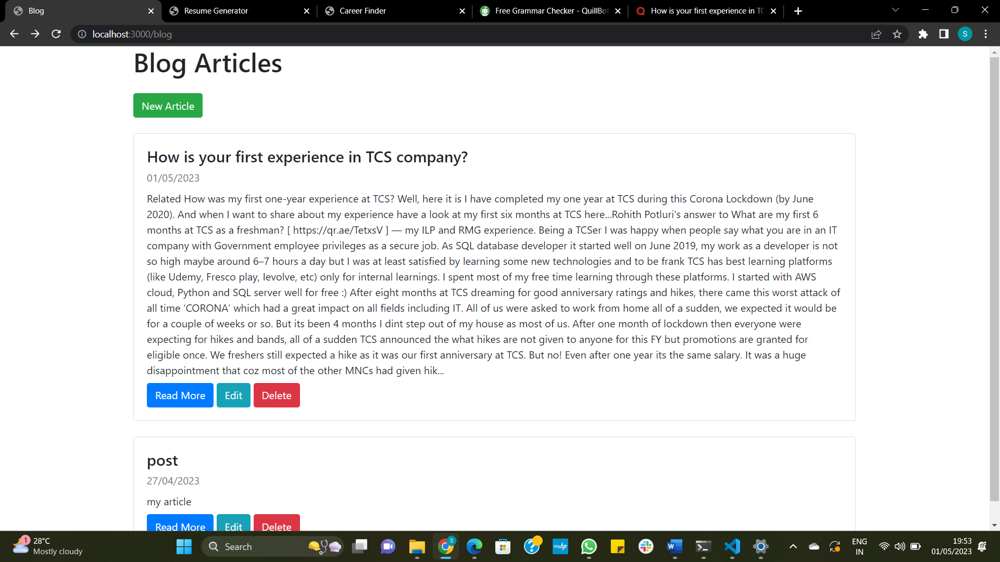 Blog
Resume Generator
Career Finder
Free Grammar Checker - QuillBot
How is your first experience in TC
localhost:3000/blog
S
Blog Articles
New Article
How is your first experience in TCS company?
01/05/2023
Related How was my first one-year experience at TCS? Well, here it is I have completed my one year at TCS during this Corona Lockdown (by June
2020). And when I want to share about my experience have a look at my first six months at TCS here...Rohith Potluri's answer to What are my first 6
months at TCS as a freshman? [ https://qr.ae/TetxsV ] — my ILP and RMG experience. Being a TCSer I was happy when people say what you are in an IT
company with Government employee privileges as a secure job. As SQL database developer it started well on June 2019, my work as a developer is not
so high maybe around 6–7 hours a day but I was at least satisfied by learning some new technologies and to be frank TCS has best learning platforms
(like Udemy, Fresco play, Ievolve, etc) only for internal learnings. I spent most of my free time learning through these platforms. I started with AWS
cloud, Python and SQL server well for free :) After eight months at TCS dreaming for good anniversary ratings and hikes, there came this worst attack of
all time ‘CORONA’ which had a great impact on all fields including IT. All of us were asked to work from home all of a sudden, we expected it would be
for a couple of weeks or so. But its been 4 months I dint step out of my house as most of us. After one month of lockdown then everyone were
expecting for hikes and bands, all of a sudden TCS announced the what hikes are not given to anyone for this FY but promotions are granted for
eligible once. We freshers still expected a hike as it was our first anniversary at TCS. But no! Even after one year its the same salary. It was a huge
disappointment that coz most of the other MNCs had given hik...
Read More Edit Delete
post
27/04/2023
my article
Read More Edit Delete
1
28°C
Mostly cloudy
Search
S
myhp
ENG
IN
19:53
01/05/2023